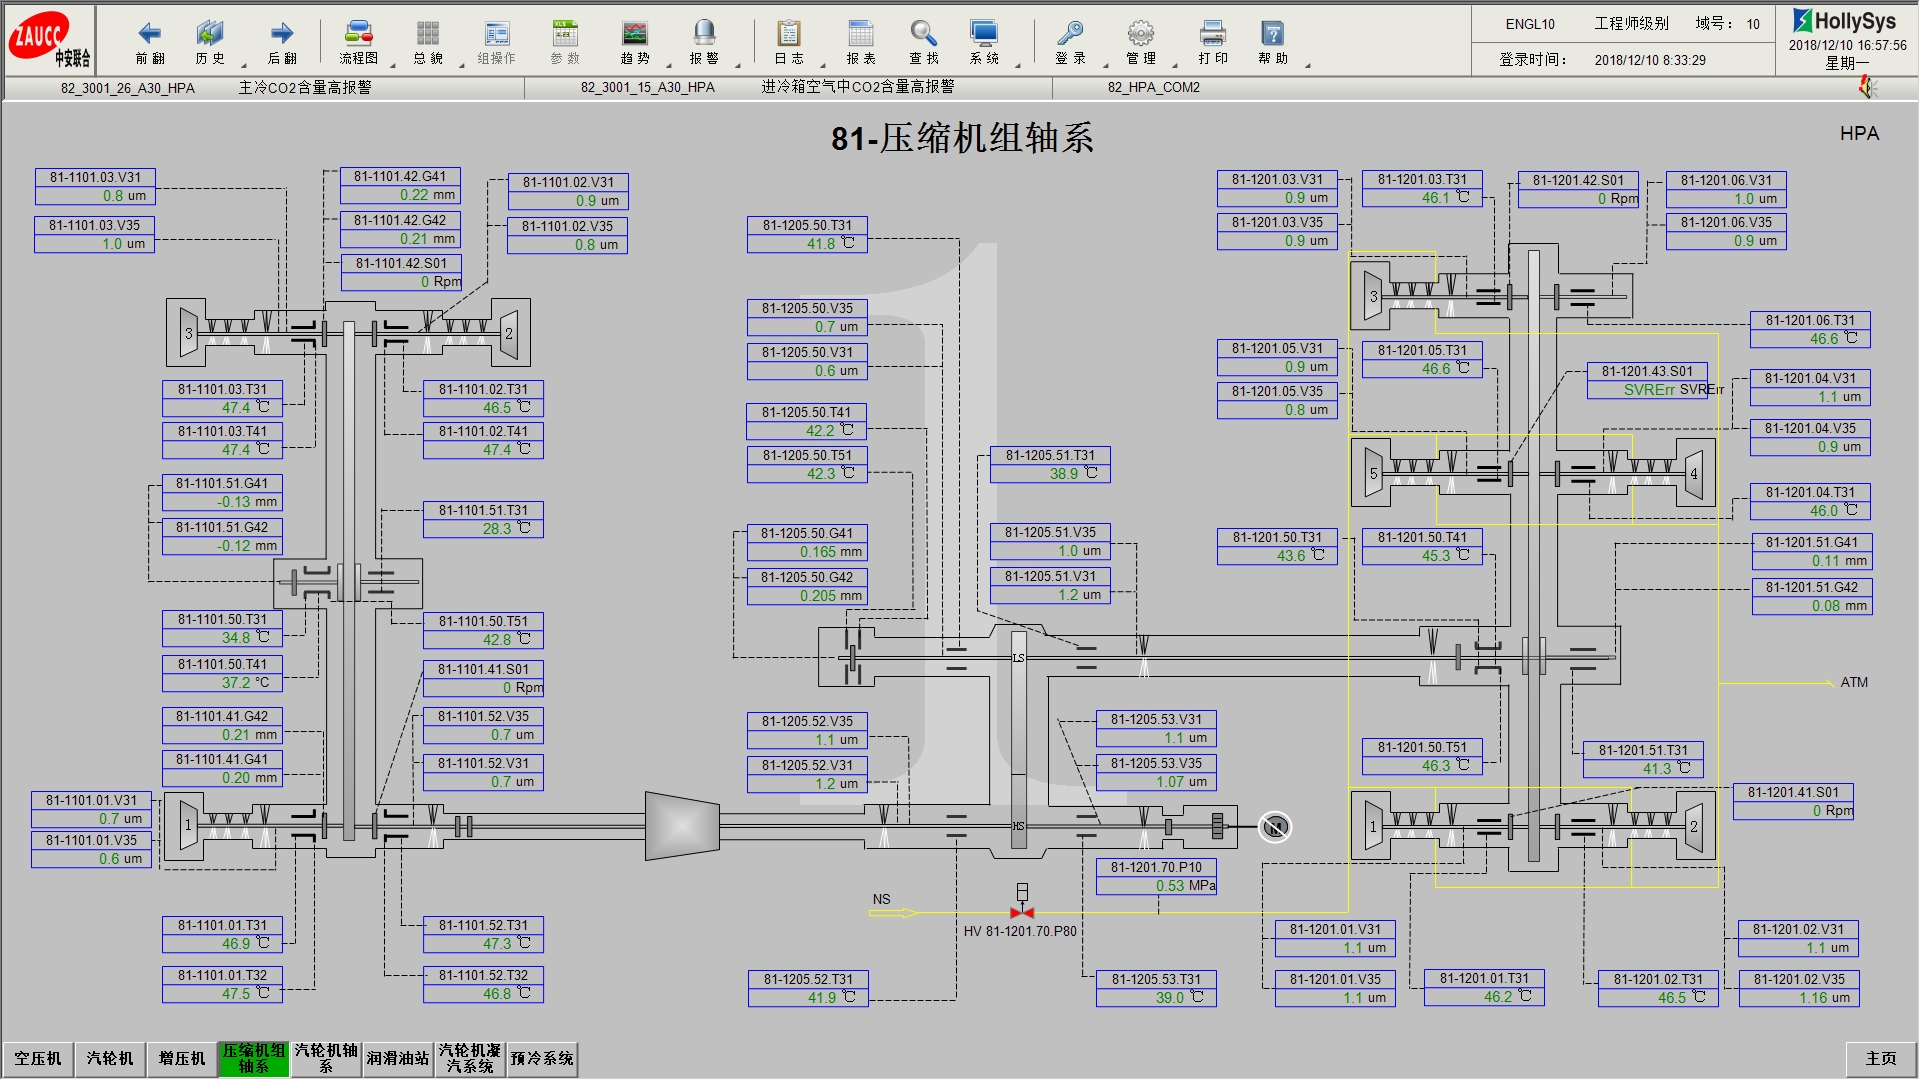 ZAUCC
中安联合
前翻
历史
后翻
流程图
总貌
组操作
参数
趋势
报警
日志
报表
查找
系统
登录
管理
打印
帮助
ENGL10 工程师级别 域号： 10
登录时间： 2018/12/10 8:33:29
HollySys
2018/12/10 16:57:56
星期一
82_3001_26_A30_HPA 主冷CO2含量高报警
82_3001_15_A30_HPA 进冷箱空气中CO2含量高报警
82_HPA_COM2
81-压缩机组轴系
HPA
81-1101.03.V31
0.8 um
81-1101.03.V35
1.0 um
81-1101.42.G41
0.22 mm
81-1101.42.G42
0.21 mm
81-1101.42.S01
0 Rpm
81-1101.02.V31
0.9 um
81-1101.02.V35
0.8 um
3
2
81-1101.03.T31
47.4 ℃
81-1101.03.T41
47.4 ℃
81-1101.02.T31
46.5 ℃
81-1101.02.T41
47.4 ℃
81-1101.51.G41
-0.13 mm
81-1101.51.G42
-0.12 mm
81-1101.51.T31
28.3 ℃
81-1101.50.T31
34.8 ℃
81-1101.50.T41
37.2 °C
81-1101.50.T51
42.8 ℃
81-1101.41.S01
0 Rpm
81-1101.41.G42
0.21 mm
81-1101.41.G41
0.20 mm
81-1101.52.V35
0.7 um
81-1101.52.V31
0.7 um
81-1101.01.V31
0.7 um
81-1101.01.V35
0.6 um
1
81-1101.01.T31
46.9 ℃
81-1101.01.T32
47.5 ℃
81-1101.52.T31
47.3 ℃
81-1101.52.T32
46.8 ℃
81-1205.50.T31
41.8 ℃
81-1205.50.V35
0.7 um
81-1205.50.V31
0.6 um
81-1205.50.T41
42.2 ℃
81-1205.50.T51
42.3 ℃
81-1205.50.G41
0.165 mm
81-1205.50.G42
0.205 mm
81-1205.51.T31
38.9 ℃
81-1205.51.V35
1.0 um
81-1205.51.V31
1.2 um
1
LS
HS
81-1205.52.V35
1.1 um
81-1205.52.V31
1.2 um
81-1205.53.V31
1.1 um
81-1205.53.V35
1.07 um
M
81-1201.70.P10
0.53 MPa
NS
HV 81-1201.70.P80
81-1205.52.T31
41.9 ℃
81-1205.53.T31
39.0 ℃
81-1201.03.V31
0.9 um
81-1201.03.V35
0.9 um
81-1201.03.T31
46.1 ℃
81-1201.42.S01
0 Rpm
81-1201.06.V31
1.0 um
81-1201.06.V35
0.9 um
3
81-1201.06.T31
46.6 ℃
81-1201.05.V31
0.9 um
81-1201.05.V35
0.8 um
81-1201.05.T31
46.6 ℃
81-1201.43.S01
SVRErr SVRErr
81-1201.04.V31
1.1 um
81-1201.04.V35
0.9 um
5
4
81-1201.04.T31
46.0 ℃
81-1201.50.T31
43.6 ℃
81-1201.50.T41
45.3 ℃
81-1201.51.G41
0.11 mm
81-1201.51.G42
0.08 mm
ATM
81-1201.50.T51
46.3 ℃
81-1201.51.T31
41.3 ℃
81-1201.41.S01
0 Rpm
1
2
81-1201.01.V31
1.1 um
81-1201.01.V35
1.1 um
81-1201.01.T31
46.2 ℃
81-1201.02.T31
46.5 ℃
81-1201.02.V31
1.1 um
81-1201.02.V35
1.16 um
空压机
汽轮机
增压机
压缩机组
轴系
汽轮机轴
系
润滑油站
汽轮机凝
汽系统
预冷系统
主页